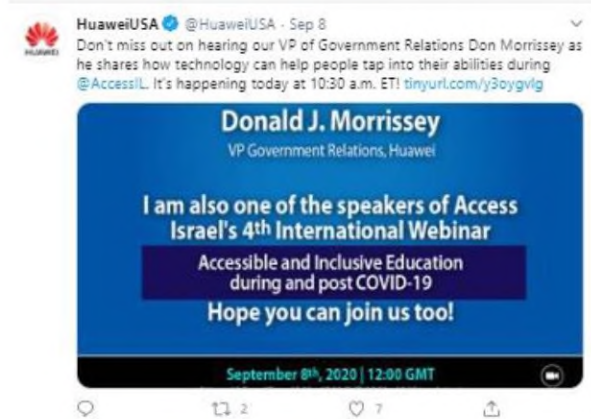 HuaweiUSA @HuaweiUSA · Sep 8
Don't miss out on hearing our VP of Government Relations Don Morrissey as
he shares how technology can help people tap into their abilities during
@AccessIL. It's happening today at 10:30 a.m. ET! tinyurl.com/y3oygvlg
HUAWEI
Donald J. Morrissey
VP Government Relations, Huawei
I am also one of the speakers of Access
Israel's 4th International Webinar
Accessible and Inclusive Education
during and post COVID-19
Hope you can join us too!
September 8th, 2020 | 12:00 GMT
2
7